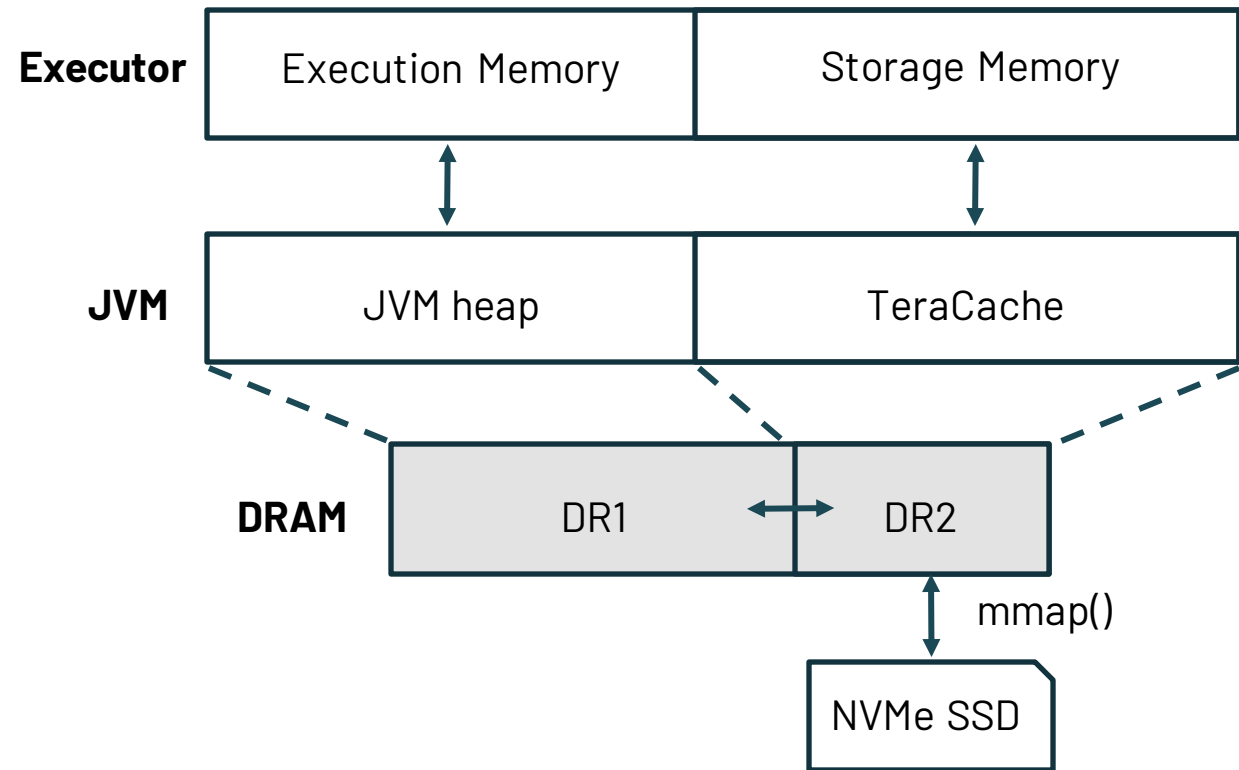 Executor
Execution Memory
Storage Memory
JVM
JVM heap
TeraCache
DRAM
DR1
DR2
mmap()
NVMe SSD